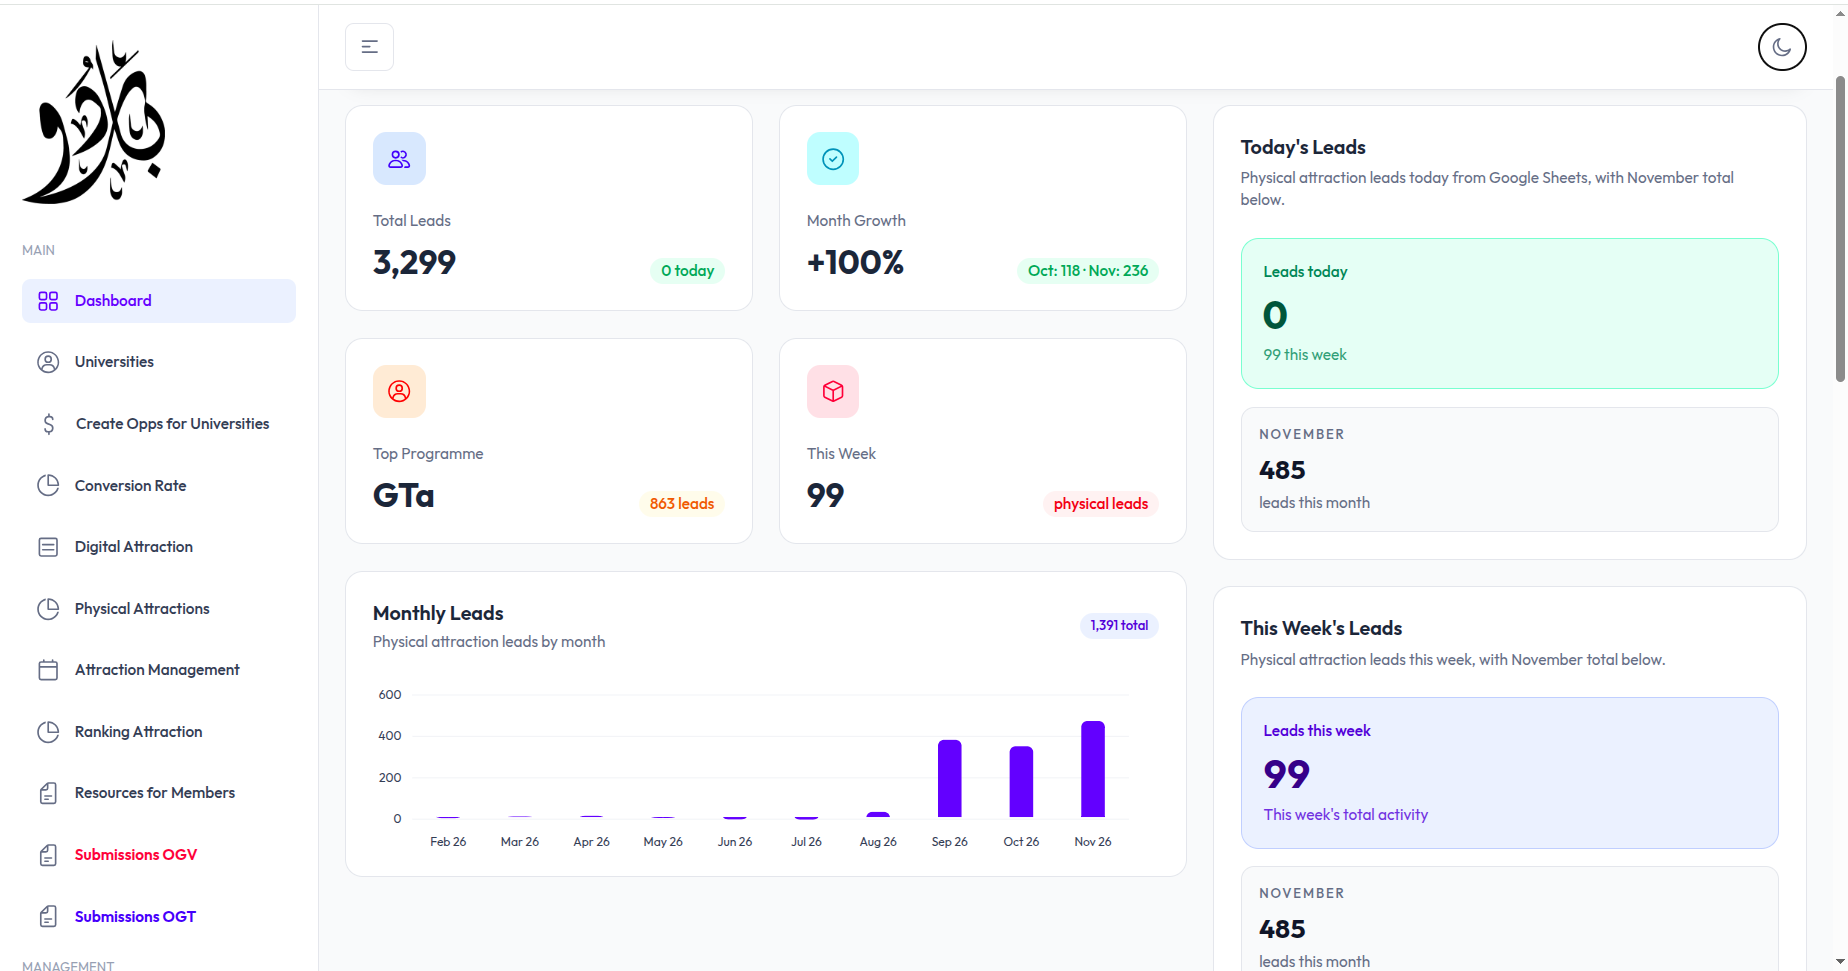 MAIN
Dashboard
Universities
Create Opps for Universities
Conversion Rate
Digital Attraction
Physical Attractions
Attraction Management
Ranking Attraction
Resources for Members
Submissions OGV
Submissions OGT
MANAGEMENT
Total Leads
3,299
0 today
Month Growth
+100%
Oct: 118 · Nov: 236
Top Programme
GTa
863 leads
This Week
99
physical leads
Monthly Leads
Physical attraction leads by month
1,391 total
600
400
200
0
Feb 26 Mar 26 Apr 26 May 26 Jun 26 Jul 26 Aug 26 Sep 26 Oct 26 Nov 26
Today's Leads
Physical attraction leads today from Google Sheets, with November total
below.
Leads today
0
99 this week
NOVEMBER
485
leads this month
This Week's Leads
Physical attraction leads this week, with November total below.
Leads this week
99
This week's total activity
NOVEMBER
485
leads this month